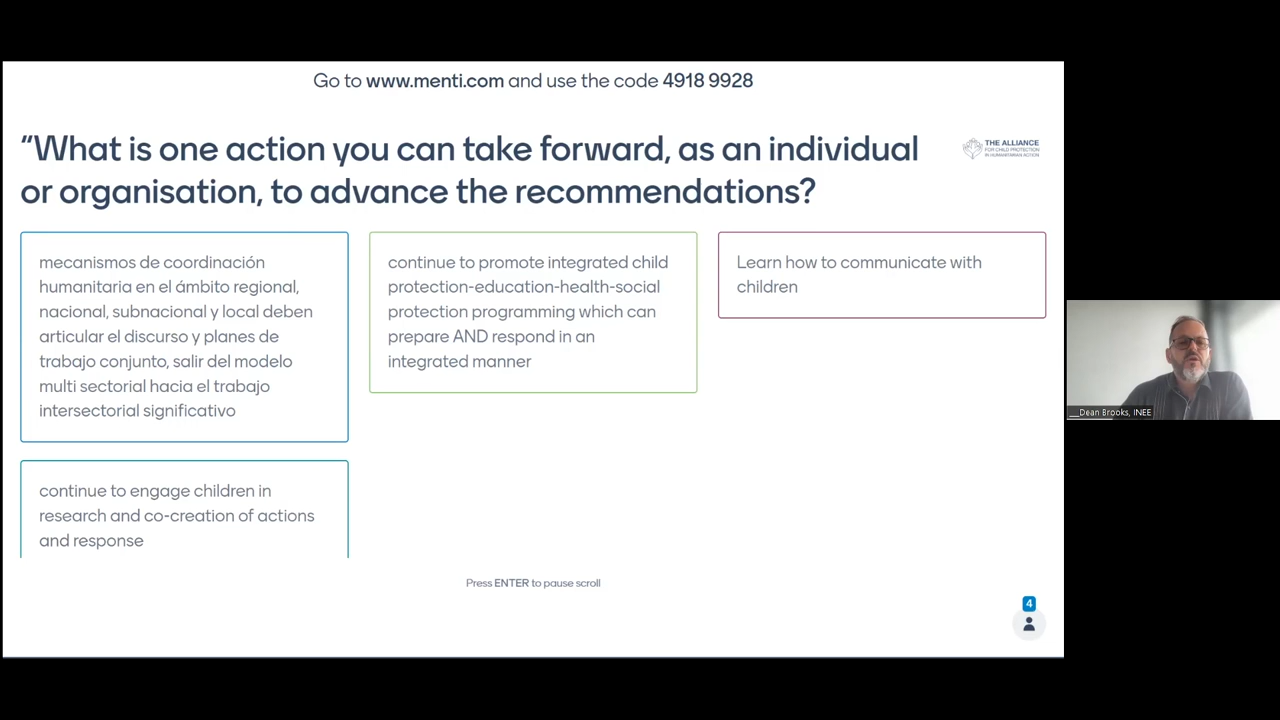 Go to www.menti.com and use the code 4918 9928
“What is one action you can take forward, as an individual
or organisation, to advance the recommendations?
THE ALLIANCE
FOR CHILD PROTECTION
IN HUMANITARIAN ACTION
mecanismos de coordinación
humanitaria en el ámbito regional,
nacional, subnacional y local deben
articular el discurso y planes de
trabajo conjunto, salir del modelo
multi sectorial hacia el trabajo
intersectorial significativo
continue to promote integrated child
protection-education-health-social
protection programming which can
prepare AND respond in an
integrated manner
Learn how to communicate with
children
continue to engage children in
research and co-creation of actions
and response
Press ENTER to pause scroll
4
__Dean Brooks, INEE